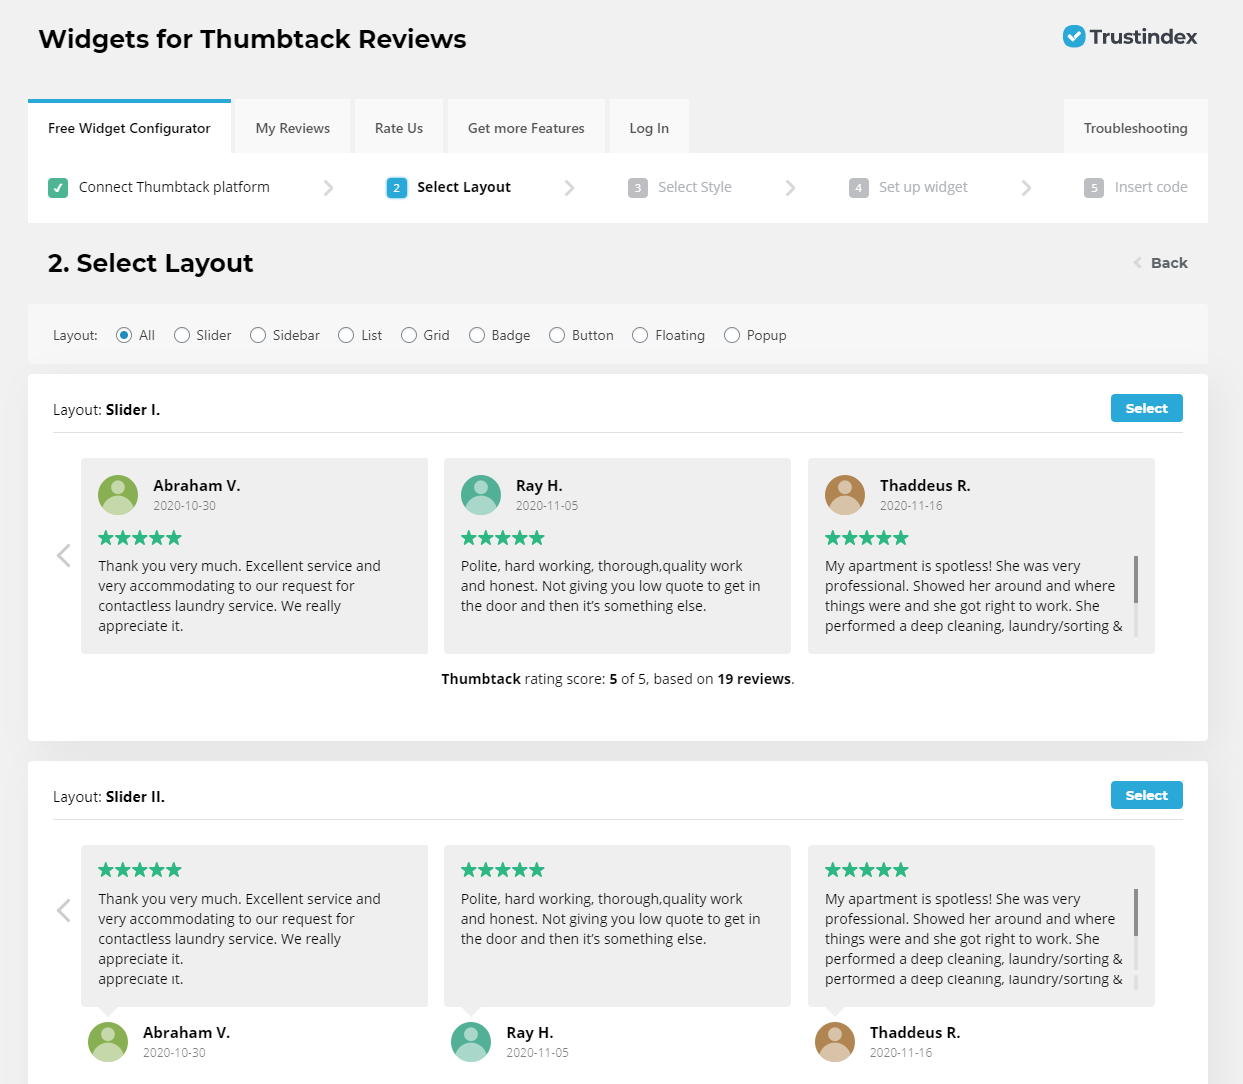 Widgets for Thumbtack Reviews
Trustindex
Free Widget Configurator
My Reviews
Rate Us
Get more Features
Log In
Troubleshooting
Connect Thumbtack platform
2 Select Layout
3 Select Style
4 Set up widget
5 Insert code
2. Select Layout
Back
Layout: All Slider Sidebar List Grid Badge Button Floating Popup
Layout: Slider I.
Select
Abraham V.
2020-10-30
Thank you very much. Excellent service and
very accommodating to our request for
contactless laundry service. We really
appreciate it.
Ray H.
2020-11-05
Polite, hard working, thorough,quality work
and honest. Not giving you low quote to get in
the door and then it's something else.
Thaddeus R.
2020-11-16
My apartment is spotless! She was very
professional. Showed her around and where
things were and she got right to work. She
performed a deep cleaning, laundry/sorting &
Thumbtack rating score: 5 of 5, based on 19 reviews.
Layout: Slider II.
Select
Thank you very much. Excellent service and
very accommodating to our request for
contactless laundry service. We really
appreciate it.
appreciate it.
Abraham V.
2020-10-30
Polite, hard working, thorough,quality work
and honest. Not giving you low quote to get in
the door and then it's something else.
Ray H.
2020-11-05
My apartment is spotless! She was very
professional. Showed her around and where
things were and she got right to work. She
performed a deep cleaning, laundry/sorting &
performed a deep cleaning, laundry/sorting &
Thaddeus R.
2020-11-16